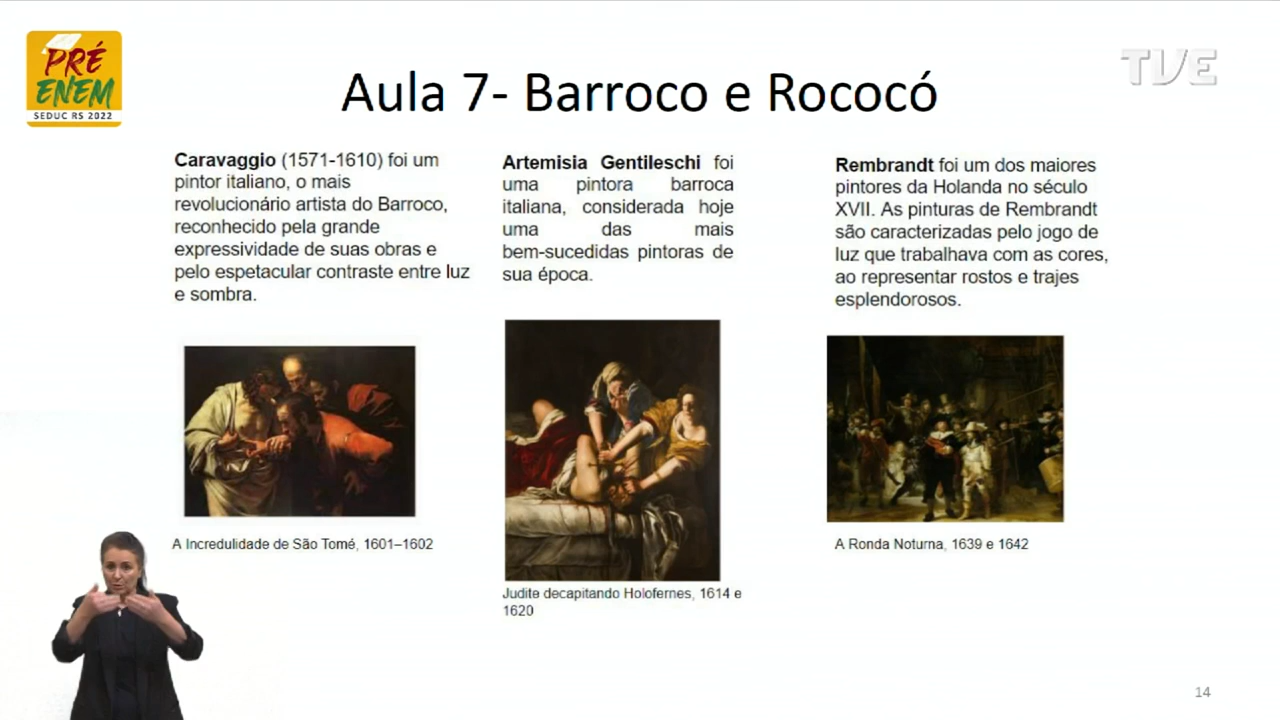 PRÉ
ENEM
SEDUC RS 2022
TVE
Aula 7- Barroco e Rococó
Caravaggio (1571-1610) foi um
pintor italiano, o mais
revolucionário artista do Barroco,
reconhecido pela grande
expressividade de suas obras e
pelo espetacular contraste entre luz
e sombra.
A Incredulidade de São Tomé, 1601–1602
Artemisia Gentileschi foi
uma pintora barroca
italiana, considerada hoje
uma das mais
bem-sucedidas pintoras de
sua época.
Judite decapitando Holofernes, 1614 e
1620
Rembrandt foi um dos maiores
pintores da Holanda no século
XVII. As pinturas de Rembrandt
são caracterizadas pelo jogo de
luz que trabalhava com as cores,
ao representar rostos e trajes
esplendorosos.
A Ronda Noturna, 1639 e 1642
14